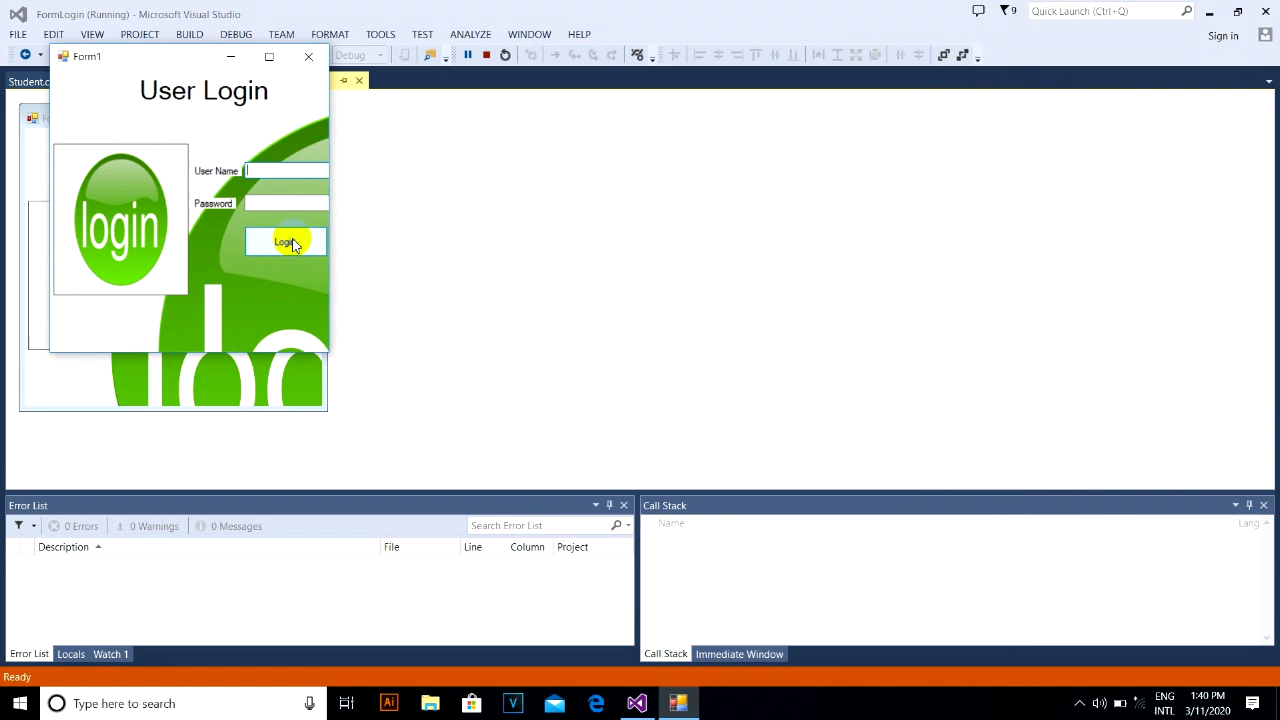 FormLogin (Running) - Microsoft Visual Studio
9
Quick Launch (Ctrl+Q)
FILE EDIT VIEW PROJECT BUILD DEBUG TEAM FORMAT TOOLS TEST ANALYZE WINDOW HELP
Sign in
Form1
Debug
Student.c
User Login
login
User Name
Password
Login
Error List
0 Errors
0 Warnings
0 Messages
Search Error List
Description
File
Line
Column
Project
Error List Locals Watch 1
Call Stack
Name
Lang
Call Stack Immediate Window
Ready
Type here to search
Ai
V
ENG
INTL
1:40 PM
3/11/2020